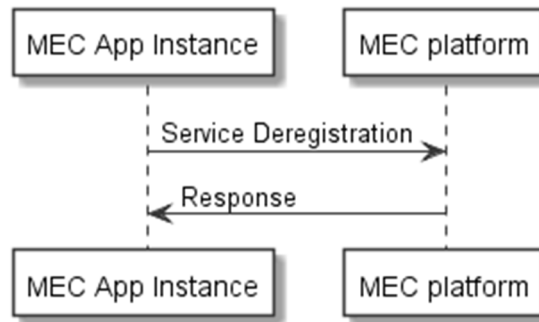 MEC App Instance
MEC platform
Service Deregistration
Response
MEC App Instance
MEC platform